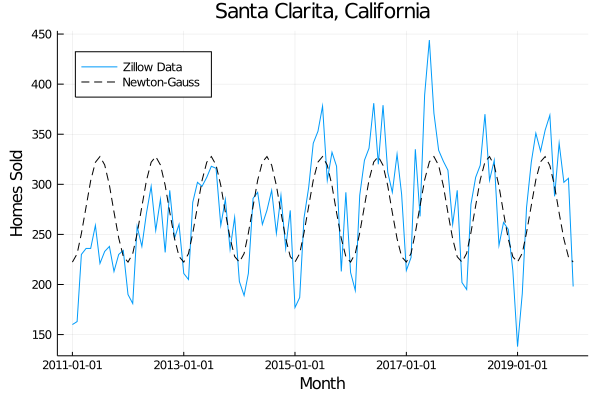 Santa Clarita, California
Homes Sold
450
400
350
300
250
200
150
Zillow Data
Newton-Gauss
2011-01-01 2013-01-01 2015-01-01 2017-01-01 2019-01-01
Month